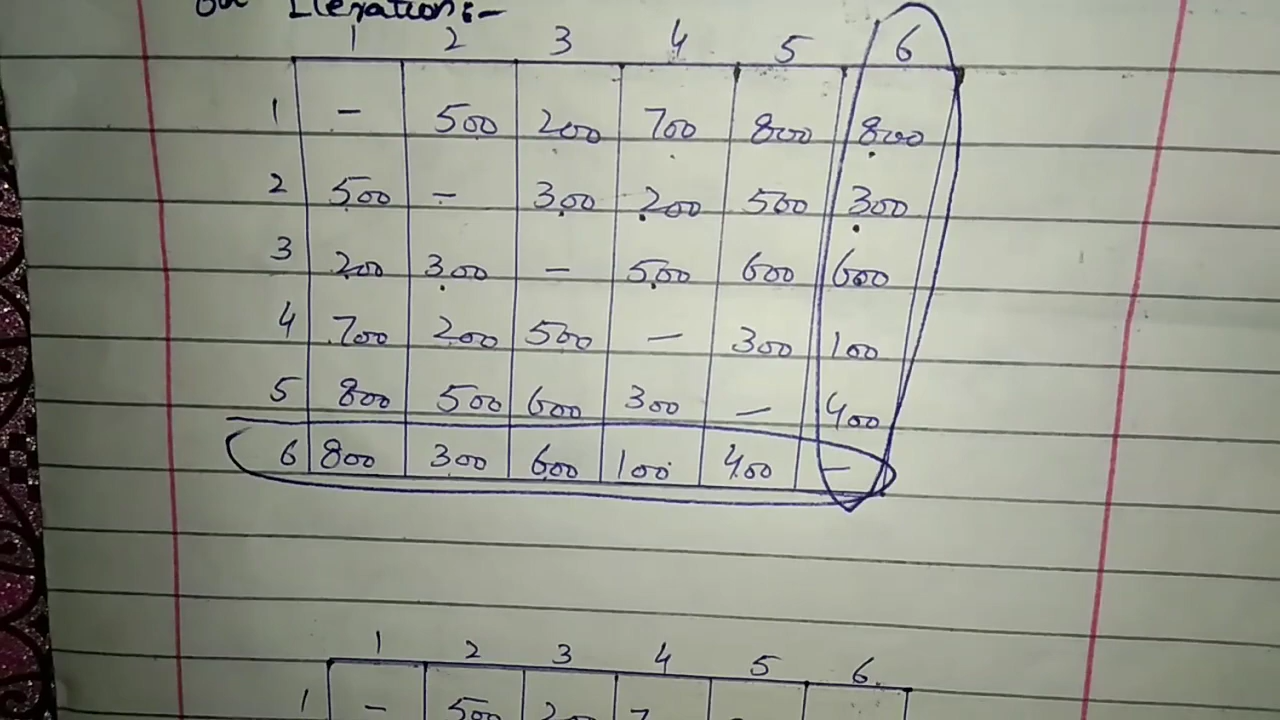 Iteration:-
1 2 3 4 5 6
1 - 500 200 700 800 800
2 500 - 300 200 500 300
3 200 300 - 500 600 600
4 700 200 500 - 300 100
5 800 500 600 300 - 400
6 800 300 600 100 400 -
1 2 3 4 5 6
1 - 500